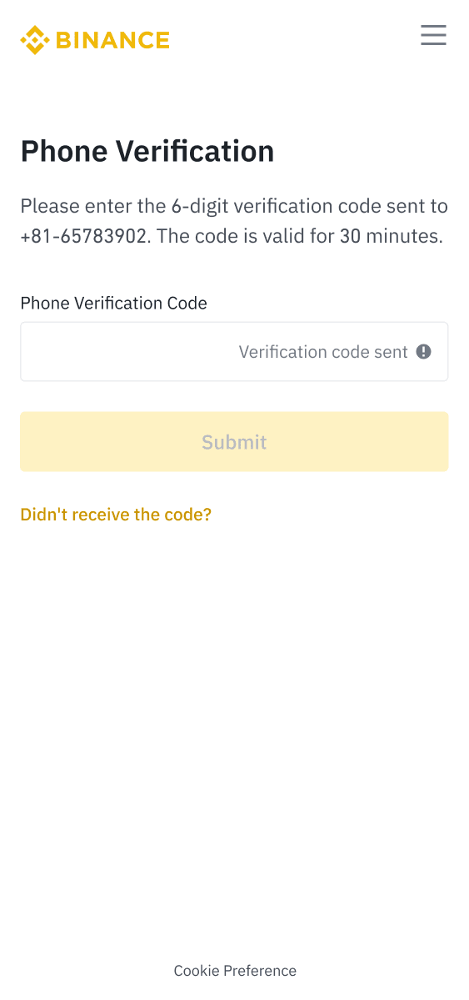 BINANCE
Phone Verification
Please enter the 6-digit verification code sent to
+81-65783902. The code is valid for 30 minutes.
Phone Verification Code
Verification code sent
Submit
Didn't receive the code?
Cookie Preference